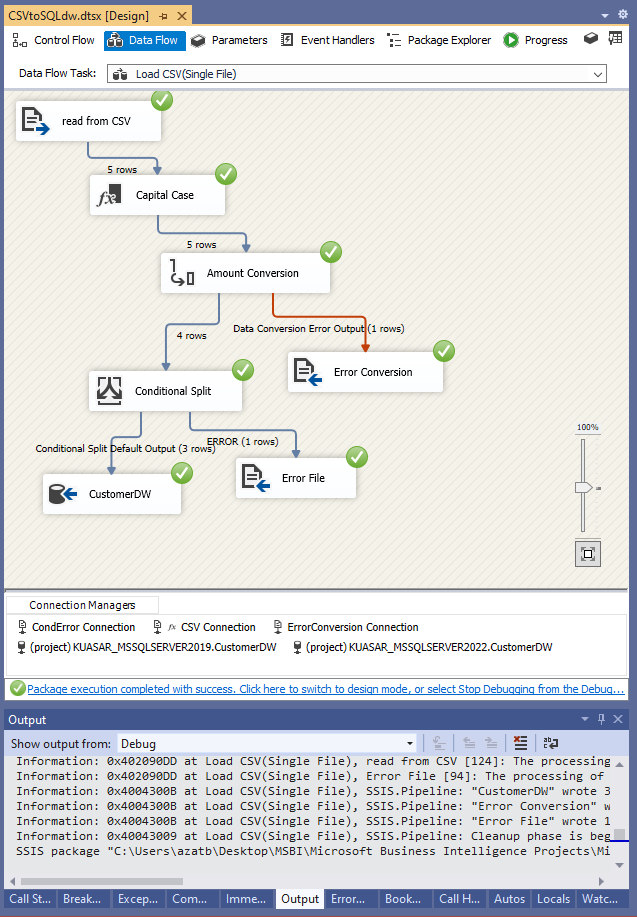 CSVtoSQLdw.dtsx [Design]
Control Flow Data Flow Parameters Event Handlers Package Explorer Progress
Data Flow Task: Load CSV(Single File)
read from CSV
5 rows
fx Capital Case
5 rows
Amount Conversion
Data Conversion Error Output (1 rows)
4 rows
Error Conversion
Conditional Split
100%
ERROR (1 rows)
Conditional Split Default Output (3 rows)
Error File
CustomerDW
Connection Managers
CondError Connection fx CSV Connection ErrorConversion Connection
(project) KUASAR_MSSQLSERVER2019.CustomerDW (project) KUASAR_MSSQLSERVER2022.CustomerDW
Package execution completed with success. Click here to switch to design mode, or select Stop Debugging from the Debug...
Output
Show output from: Debug
Information: 0x402090DD at Load CSV(Single File), read from CSV [124]: The processing
Information: 0x402090DD at Load CSV(Single File), Error File [94]: The processing of
Information: 0x4004300B at Load CSV(Single File), SSIS.Pipeline: "CustomerDW" wrote 3
Information: 0x4004300B at Load CSV(Single File), SSIS.Pipeline: "Error Conversion" w
Information: 0x4004300B at Load CSV(Single File), SSIS.Pipeline: "Error File" wrote 1
Information: 0x40043009 at Load CSV(Single File), SSIS.Pipeline: Cleanup phase is beg
SSIS package "C:\Users\azatb\Desktop\MSBI\Microsoft Business Intelligence Projects\Mi
Call St... Break... Excep... Com... Imme... Output Error... Book... Call H... Autos Locals Watc...